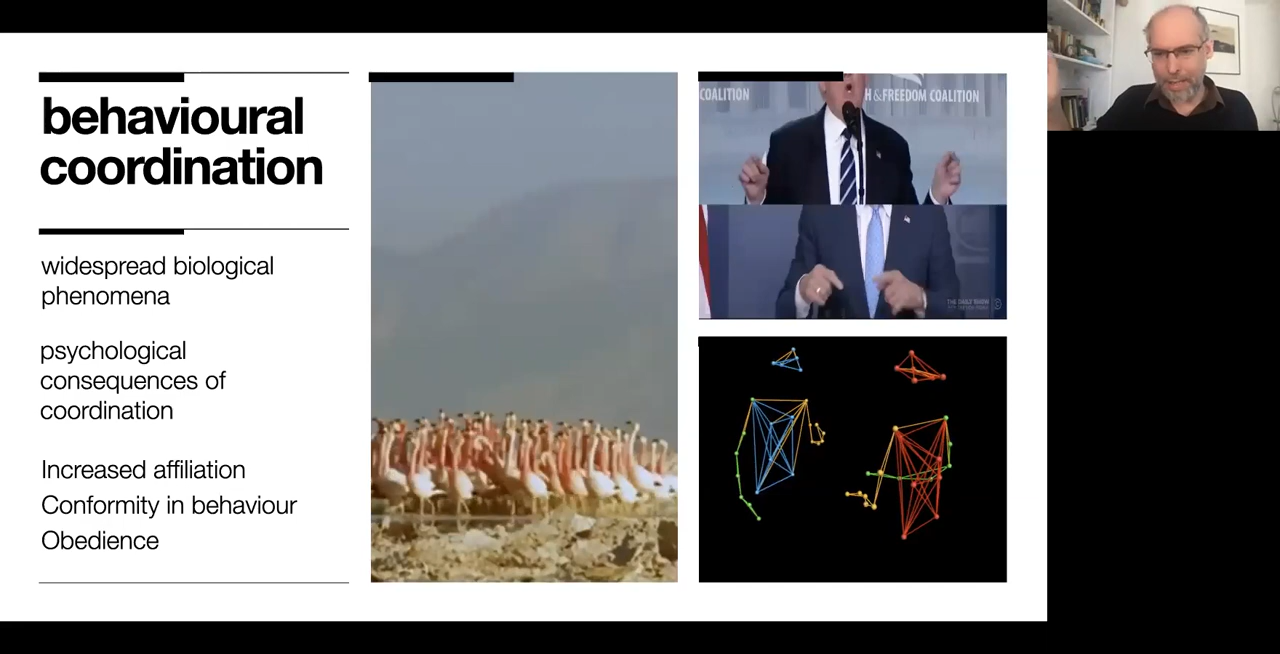 behavioural
coordination
widespread biological
phenomena
psychological
consequences of
coordination
Increased affiliation
Conformity in behaviour
Obedience
COALITION
H & FREEDOM COALITION
THE DAILY SHOW